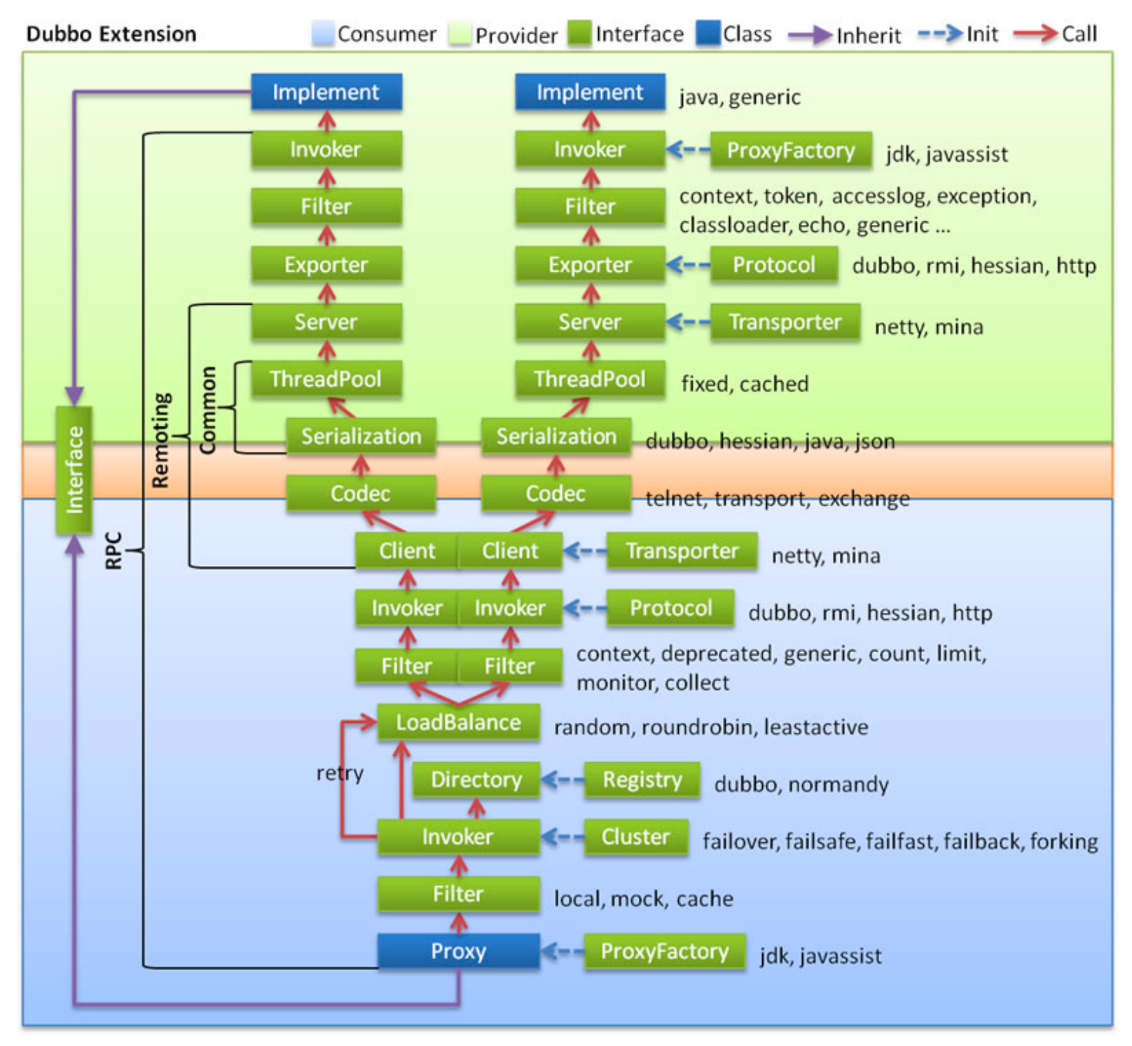 Dubbo Extension Consumer Provider Interface Class Inherit Init Call
Implement Implement java, generic
Invoker Invoker ProxyFactory jdk, javassist
Filter Filter context, token, accesslog, exception,
classloader, echo, generic ...
Exporter Exporter Protocol dubbo, rmi, hessian, http
Server Server Transporter netty, mina
ThreadPool ThreadPool fixed, cached
Common
Remoting
Serialization Serialization dubbo, hessian, java, json
Interface
Codec Codec telnet, transport, exchange
RPC
Client Client Transporter netty, mina
Invoker Invoker Protocol dubbo, rmi, hessian, http
Filter Filter context, deprecated, generic, count, limit,
monitor, collect
LoadBalance random, roundrobin, leastactive
retry
Directory Registry dubbo, normandy
Invoker Cluster failover, failsafe, failfast, failback, forking
Filter local, mock, cache
Proxy ProxyFactory jdk, javassist